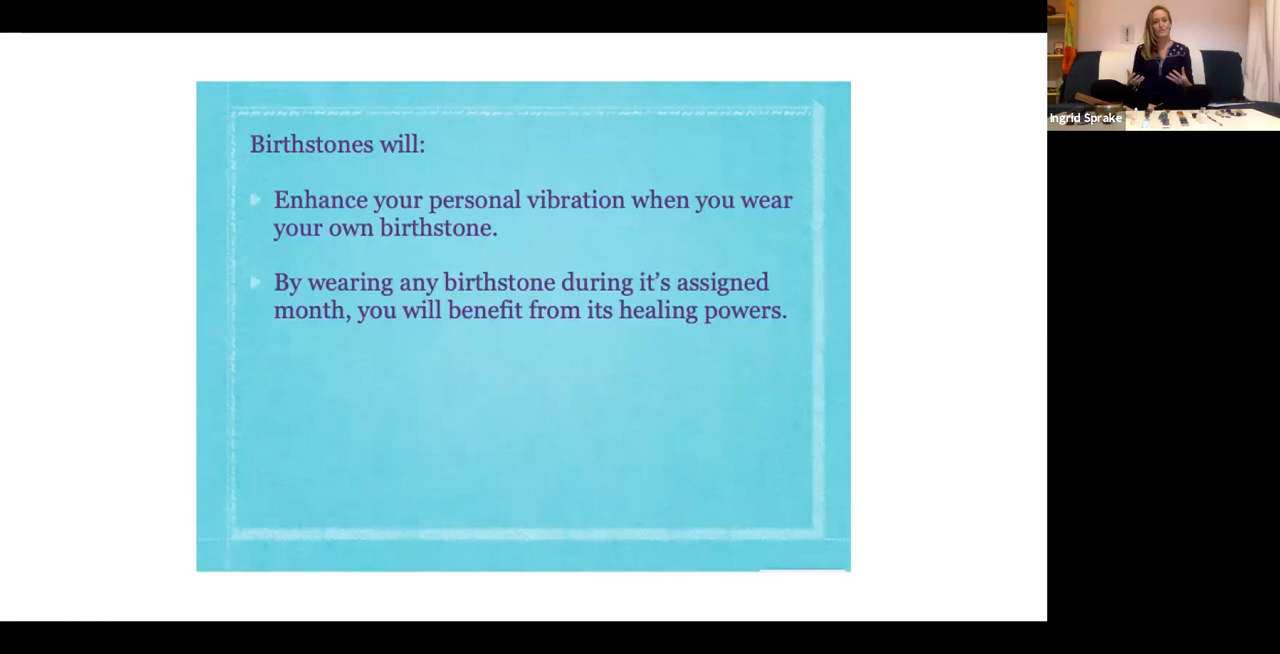 Birthstones will:
Enhance your personal vibration when you wear
your own birthstone.
By wearing any birthstone during it’s assigned
month, you will benefit from its healing powers.
Ingrid Sprake